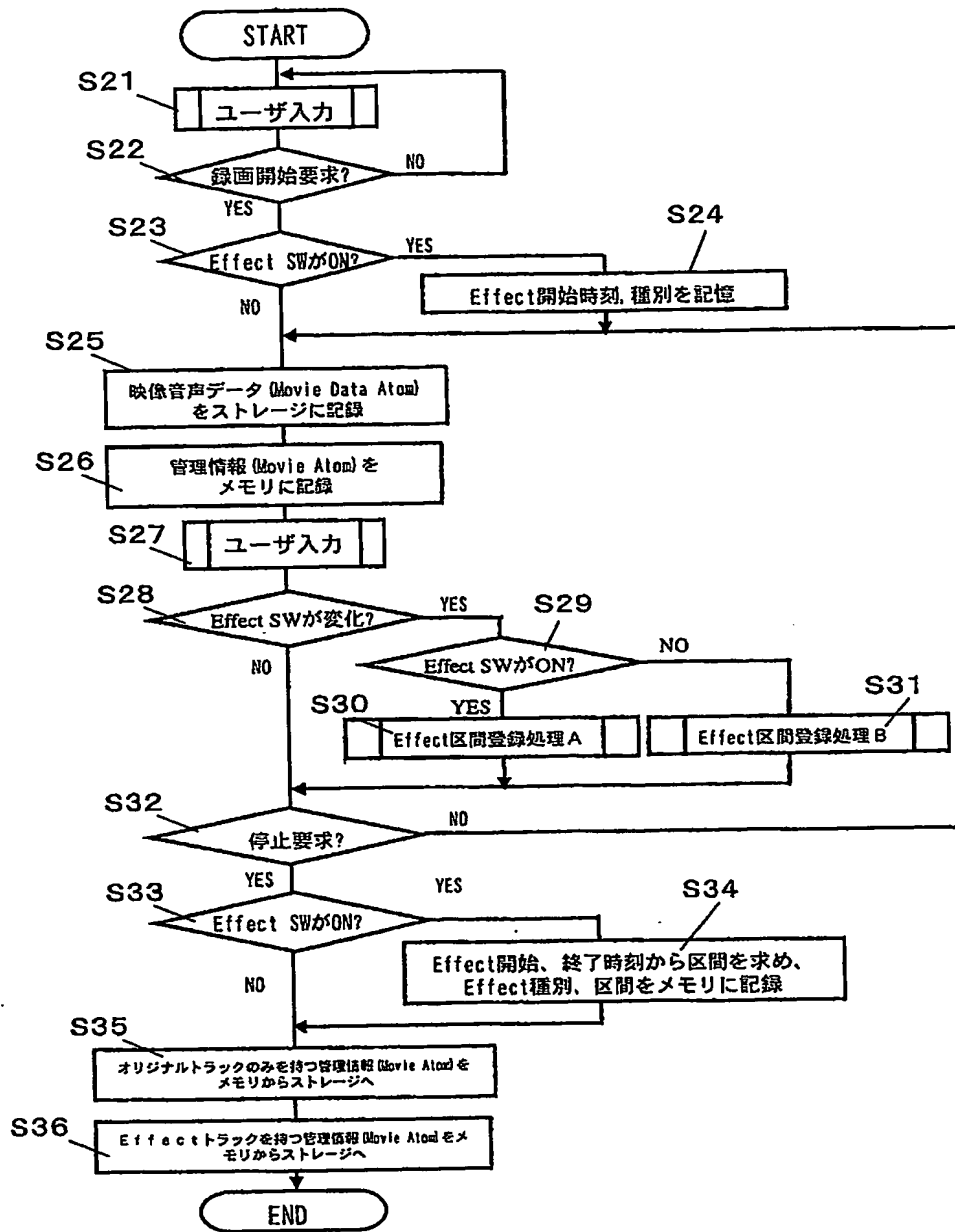 START
S21
ユーザ入力
S22
録画開始要求?
NO
YES
S23
Effect SWがON?
YES
NO
S24
Effect開始時刻,種別を記憶
S25
映像音声データ(Movie Data Atom)
をストレージに記録
S26
管理情報(Movie Atom)を
メモリに記録
S27
ユーザ入力
S28
Effect SWが変化?
YES
NO
S29
Effect SWがON?
NO
YES
S30
Effect区間登録処理A
S31
Effect区間登録処理B
S32
停止要求?
NO
YES
S33
Effect SWがON?
YES
NO
S34
Effect開始、終了時刻から区間を求め、
Effect種別、区間をメモリに記録
S35
オリジナルトラックのみを持つ管理情報(Movie Atom)を
メモリからストレージへ
S36
Effectトラックを持つ管理情報(Movie Atom)をメ
モリからストレージへ
END